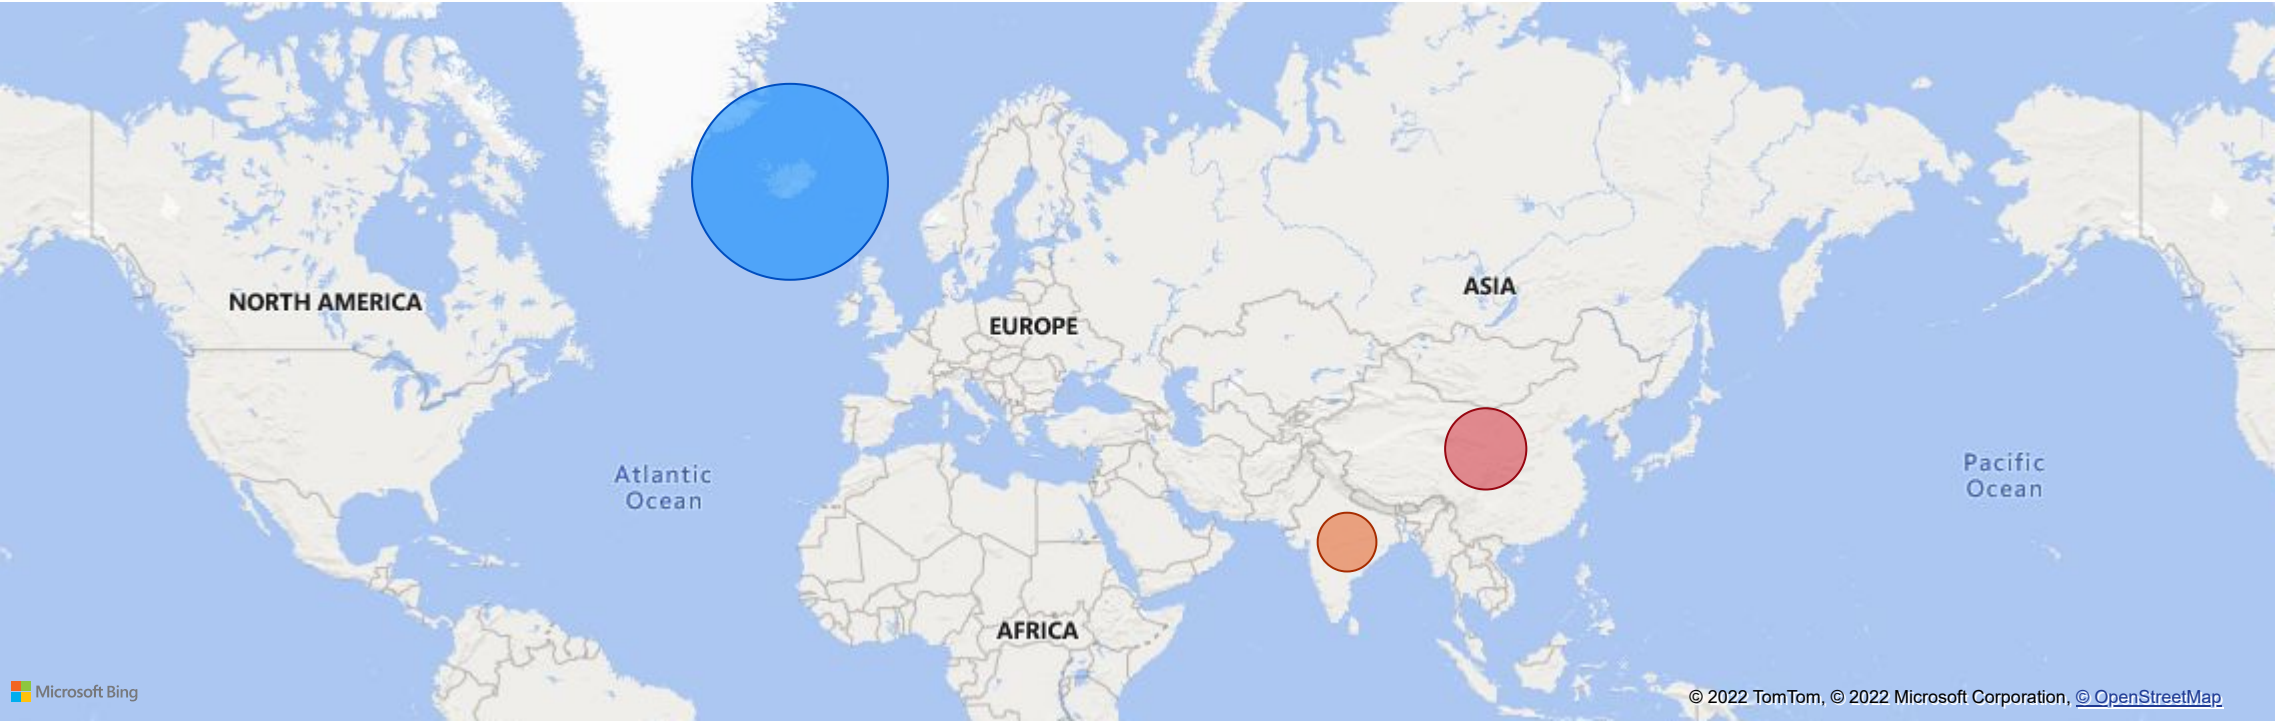 ASIA
NORTH AMERICA
EUROPE
Atlantic
Ocean
Pacific
Ocean
AFRICA
Microsoft Bing
© 2022 TomTom, © 2022 Microsoft Corporation, © OpenStreetMap